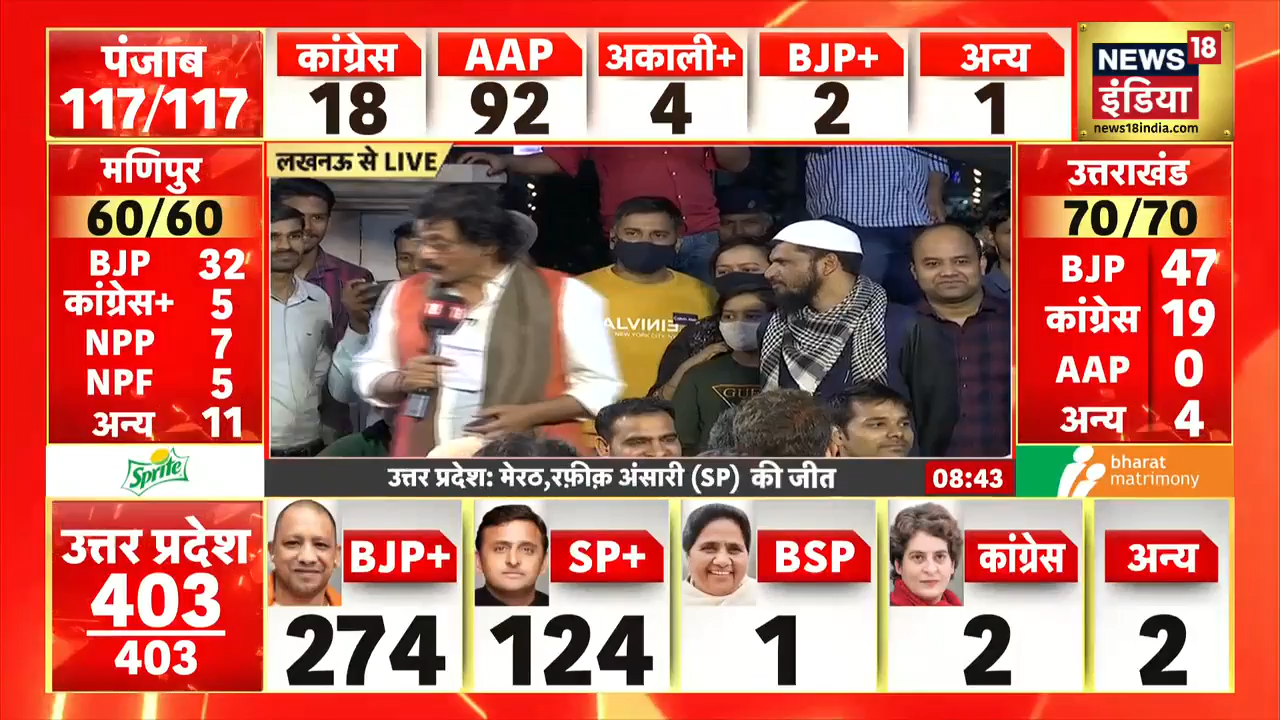 पंजाब
117/117
कांग्रेस
18
AAP
92
अकाली+
4
BJP+
2
अन्य
1
NEWS 18
इंडिया
news18india.com
मणिपुर
60/60
BJP 32
कांग्रेस+ 5
NPP 7
NPF 5
अन्य 11
लखनऊ से LIVE
उत्तराखंड
70/70
BJP 47
कांग्रेस 19
AAP 0
अन्य 4
Sprite
उत्तर प्रदेश: मेरठ,रफ़ीक़ अंसारी (SP) की जीत
08:43
bharat
matrimony
उत्तर प्रदेश
403
403
BJP+
274
SP+
124
BSP
1
कांग्रेस
2
अन्य
2